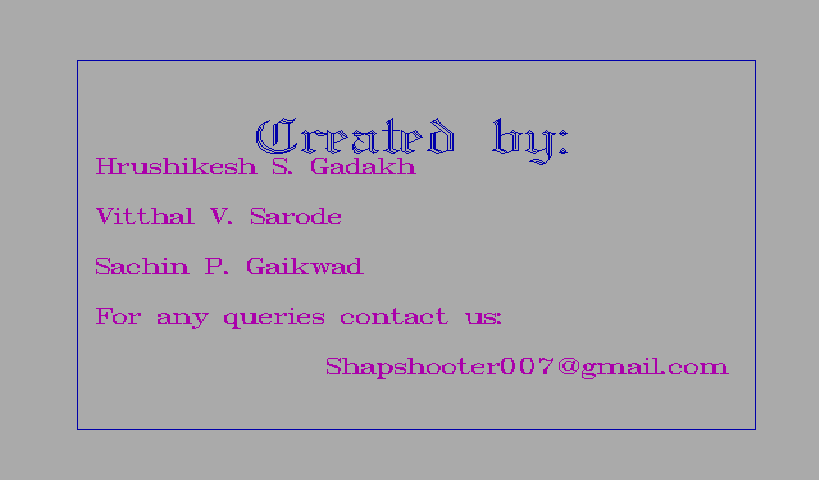 Created by:
Hrushikesh S. Gadakh
Vitthal V. Sarode
Sachin P. Gaikwad
For any queries contact us:
Shapshooter007@gmail.com